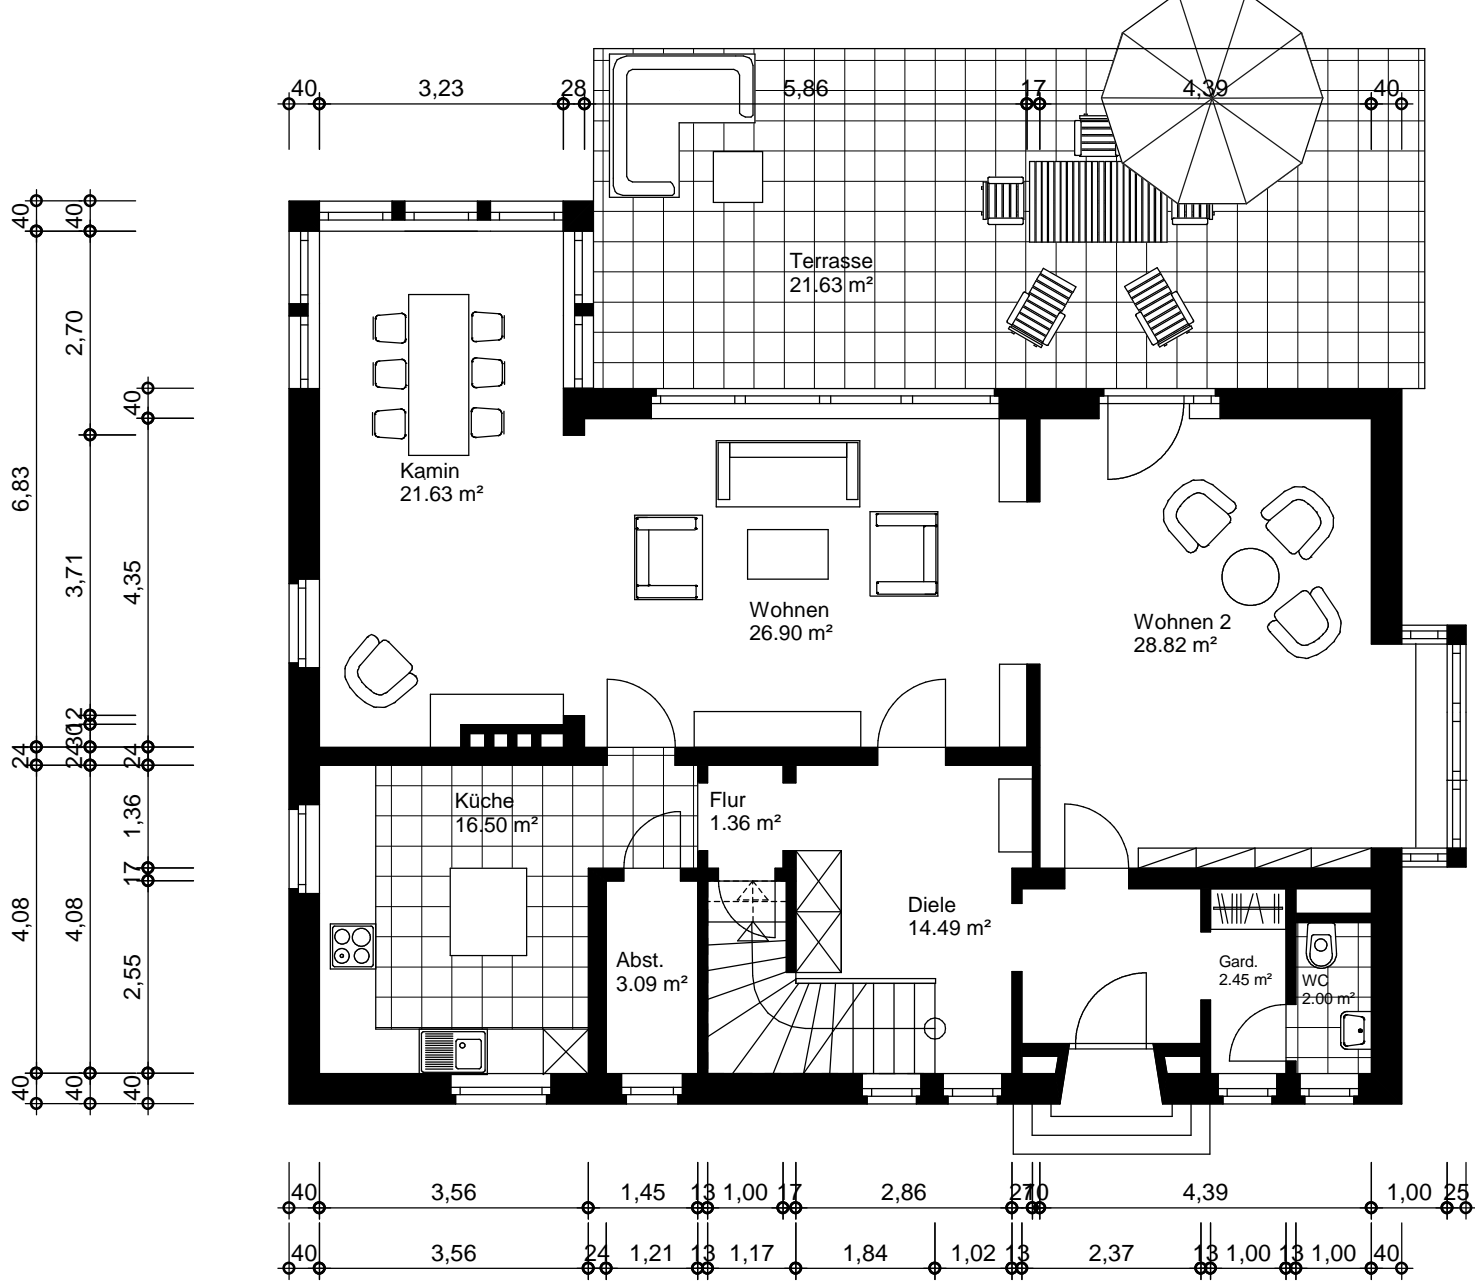 40 3,23 28 5,86 17 4,39 40
40 40
2,70
40
6,83
3,71 4,35
12
30
24 24 24
1,36
17
4,08 4,08
2,55
40 40 40
Terrasse
21.63 m²
Kamin
21.63 m²
Wohnen
26.90 m²
Wohnen 2
28.82 m²
Küche
16.50 m²
Flur
1.36 m²
Diele
14.49 m²
Abst.
3.09 m²
Gard.
2.45 m²
WC
2.00 m²
40 3,56 1,45 13 1,00 17 2,86 27 10 4,39 1,00 25
40 3,56 24 1,21 13 1,17 1,84 1,02 13 2,37 13 1,00 13 1,00 40